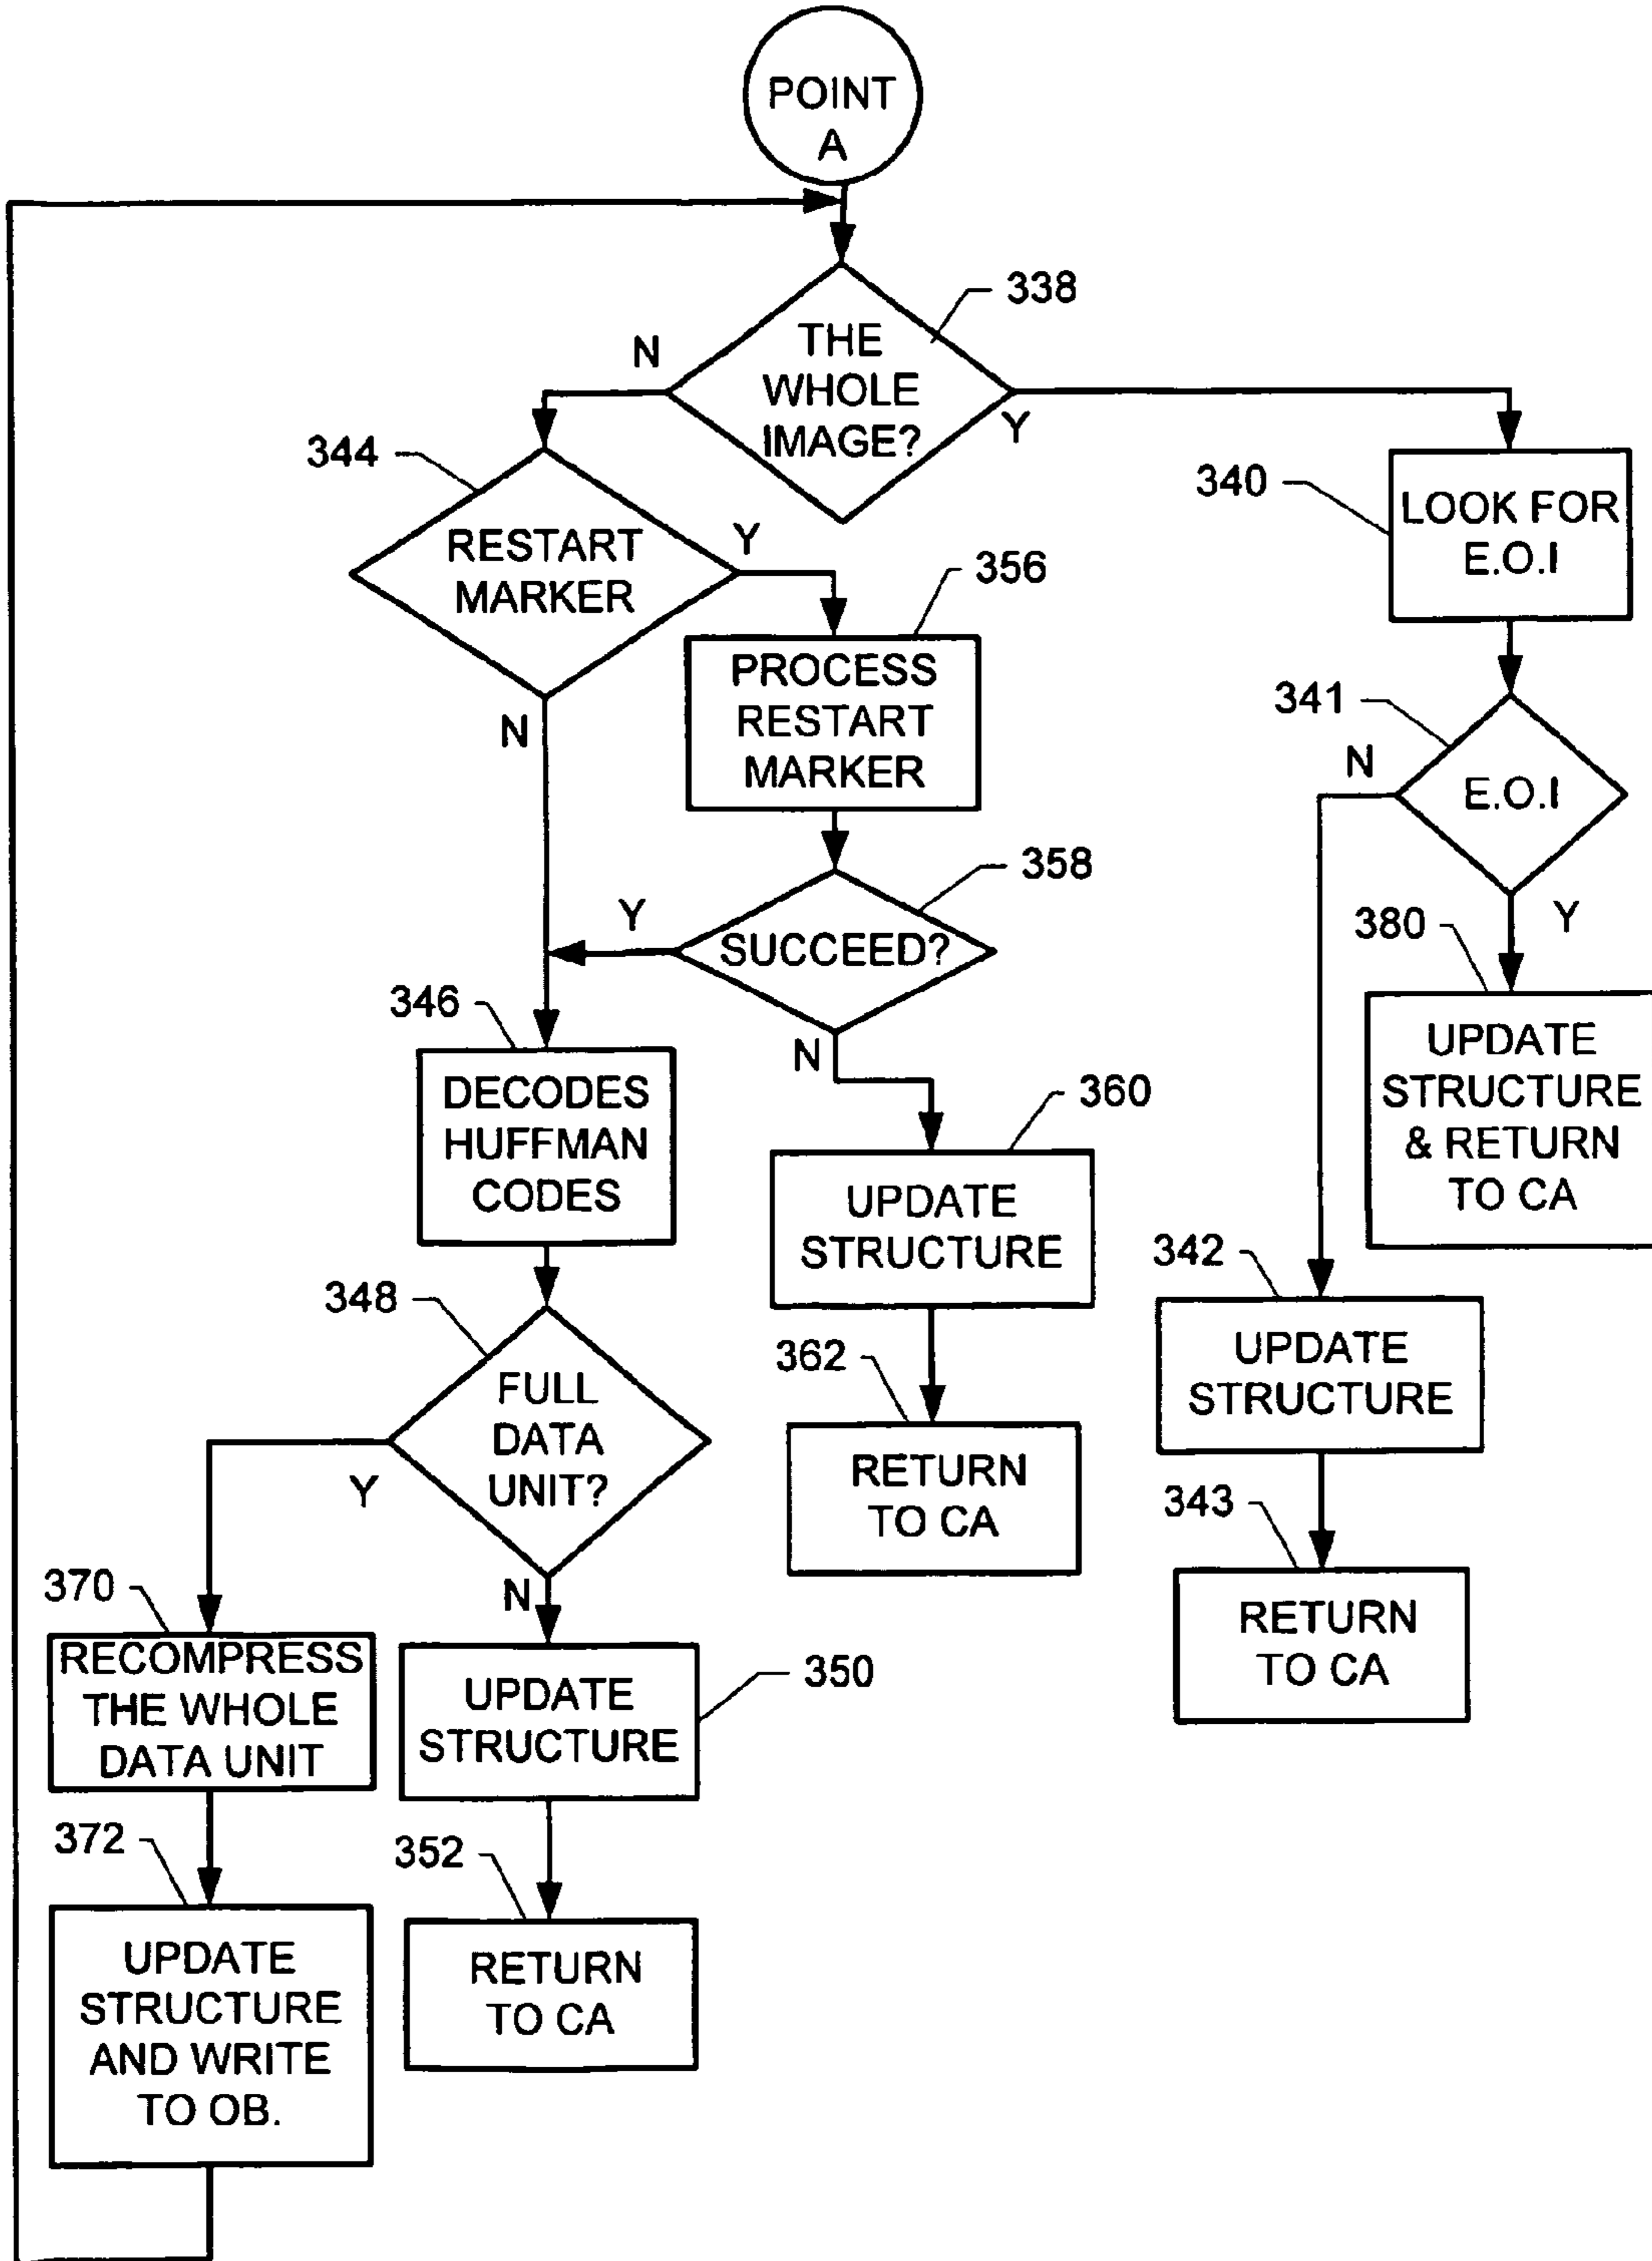 POINT
A
338
THE
WHOLE
IMAGE?
N
Y
344
RESTART
MARKER
Y
N
340
LOOK FOR
E.O.I
356
PROCESS
RESTART
MARKER
341
E.O.I
N
Y
358
SUCCEED?
Y
N
380
UPDATE
STRUCTURE
& RETURN
TO CA
346
DECODES
HUFFMAN
CODES
360
UPDATE
STRUCTURE
342
UPDATE
STRUCTURE
348
FULL
DATA
UNIT?
Y
N
362
RETURN
TO CA
343
RETURN
TO CA
370
RECOMPRESS
THE WHOLE
DATA UNIT
350
UPDATE
STRUCTURE
372
UPDATE
STRUCTURE
AND WRITE
TO OB.
352
RETURN
TO CA